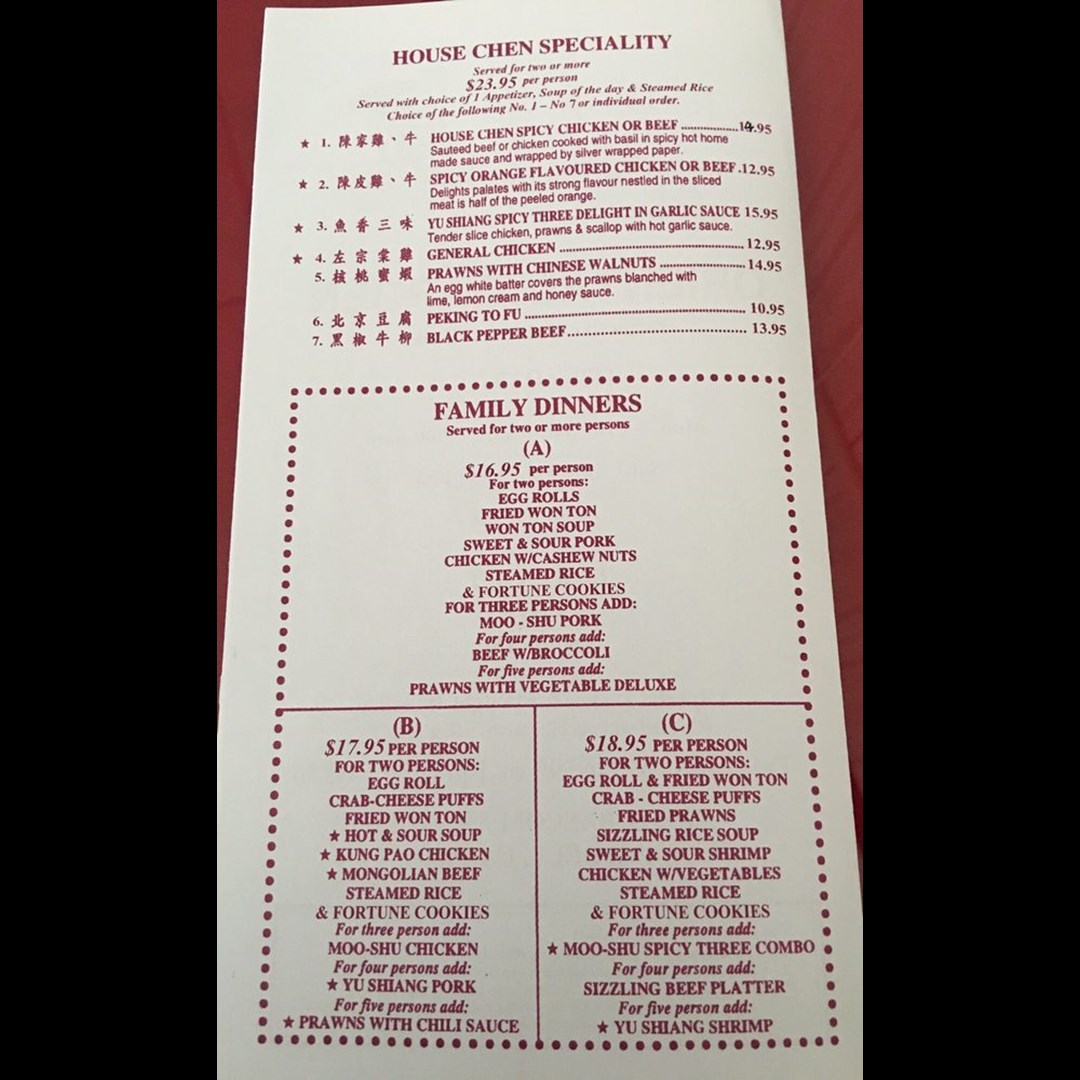 HOUSE CHEN SPECIALITY
Served for two or more
$23.95 per person
Served with choice of 1 Appetizer, Soup of the day & Steamed Rice
Choice of the following No. 1 – No 7 or individual order.
★ 1. 陳家雞、牛 HOUSE CHEN SPICY CHICKEN OR BEEF ..................14.95
Sauteed beef or chicken cooked with basil in spicy hot home
made sauce and wrapped by silver wrapped paper.
★ 2. 陳皮雞、牛 SPICY ORANGE FLAVOURED CHICKEN OR BEEF .12.95
Delights palates with its strong flavour nestled in the sliced
meat is half of the peeled orange.
★ 3. 魚香三味 YU SHIANG SPICY THREE DELIGHT IN GARLIC SAUCE 15.95
Tender slice chicken, prawns & scallop with hot garlic sauce.
★ 4. 左宗棠雞 GENERAL CHICKEN ........................................................ 12.95
5. 核桃蜜蝦 PRAWNS WITH CHINESE WALNUTS ..........................14.95
An egg white batter covers the prawns blanched with
lime, lemon cream and honey sauce.
6. 北京豆腐 PEKING TO FU ................................................................ 10.95
7. 黑椒牛柳 BLACK PEPPER BEEF........................................ 13.95
FAMILY DINNERS
Served for two or more persons
(A)
$16.95 per person
For two persons:
EGG ROLLS
FRIED WON TON
WON TON SOUP
SWEET & SOUR PORK
CHICKEN W/CASHEW NUTS
STEAMED RICE
& FORTUNE COOKIES
FOR THREE PERSONS ADD:
MOO - SHU PORK
For four persons add:
BEEF W/BROCCOLI
For five persons add:
PRAWNS WITH VEGETABLE DELUXE
(B)
$17.95 PER PERSON
FOR TWO PERSONS:
EGG ROLL
CRAB-CHEESE PUFFS
FRIED WON TON
★ HOT & SOUR SOUP
★ KUNG PAO CHICKEN
★ MONGOLIAN BEEF
STEAMED RICE
& FORTUNE COOKIES
For three person add:
MOO-SHU CHICKEN
For four persons add:
★ YU SHIANG PORK
For five persons add:
★ PRAWNS WITH CHILI SAUCE
(C)
$18.95 PER PERSON
FOR TWO PERSONS:
EGG ROLL & FRIED WON TON
CRAB - CHEESE PUFFS
FRIED PRAWNS
SIZZLING RICE SOUP
SWEET & SOUR SHRIMP
CHICKEN W/VEGETABLES
STEAMED RICE
& FORTUNE COOKIES
For three persons add:
★ MOO-SHU SPICY THREE COMBO
For four persons add:
SIZZLING BEEF PLATTER
For five person add:
★ YU SHIANG SHRIMP